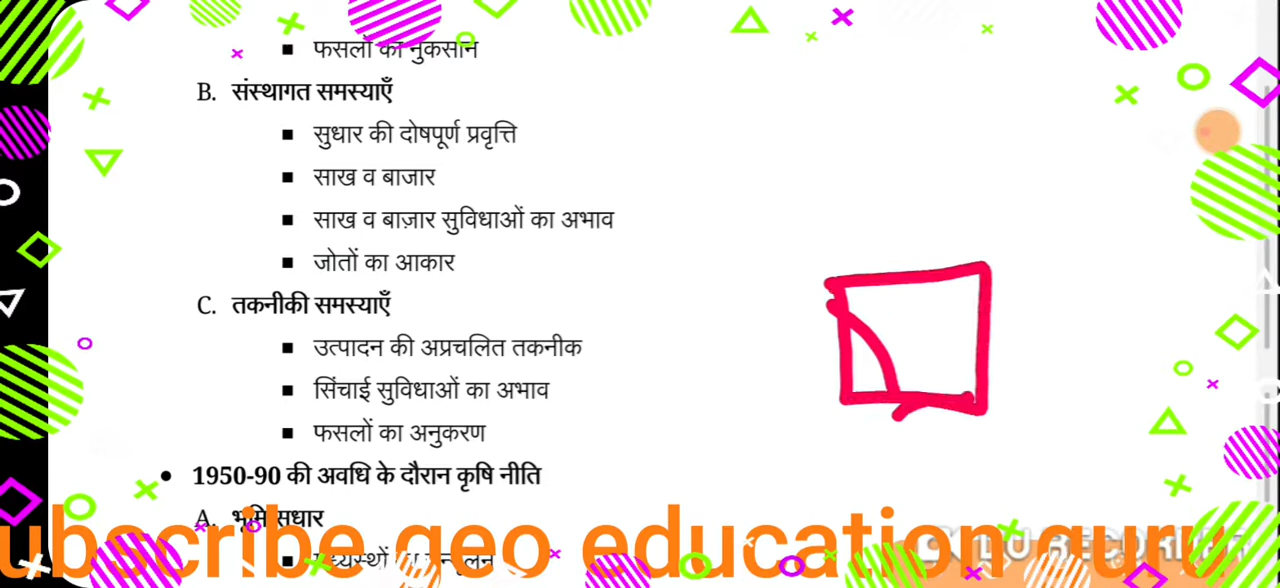 फसलों का नुकसान
B. संस्थागत समस्याएँ
सुधार की दोषपूर्ण प्रवृत्ति
साख व बाजार
साख व बाज़ार सुविधाओं का अभाव
जोतों का आकार
C. तकनीकी समस्याएँ
उत्पादन की अप्रचलित तकनीक
सिंचाई सुविधाओं का अभाव
फसलों का अनुकरण
1950-90 की अवधि के दौरान कृषि नीति
A. भूमि सुधार
ubscribe geo education guru